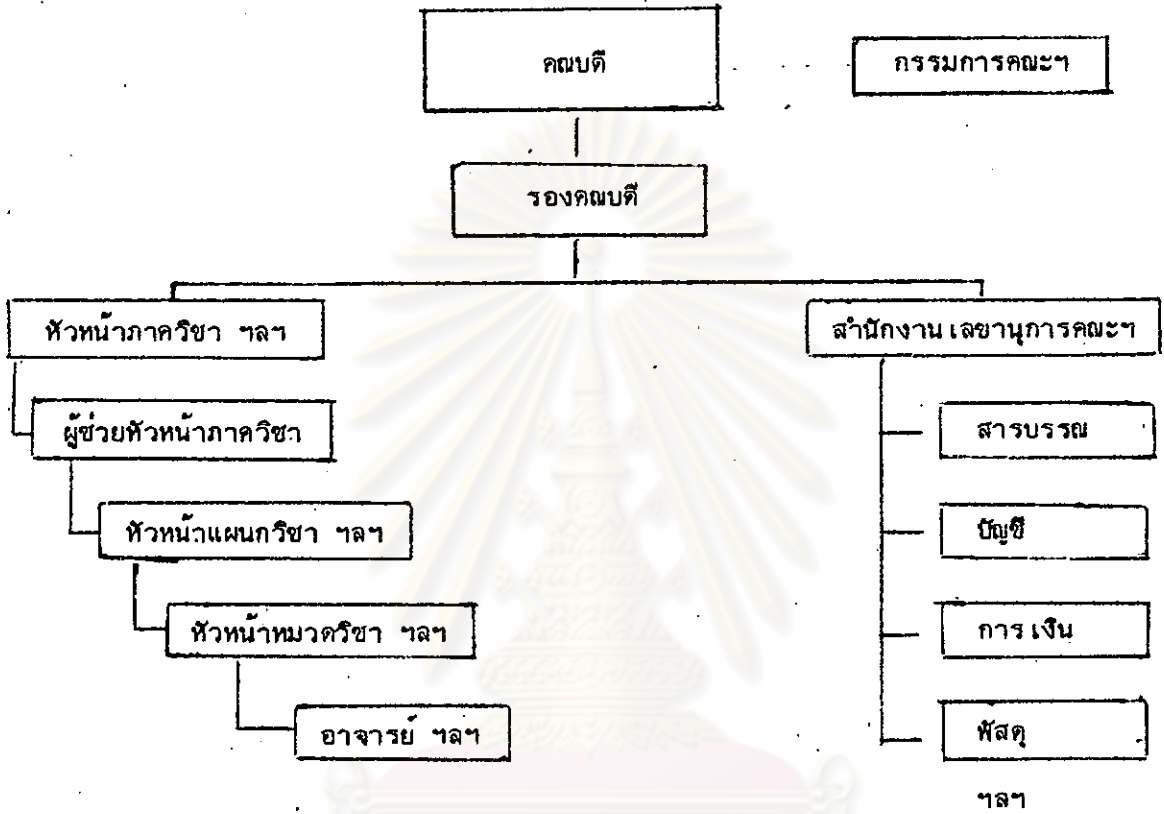 คณบดี
กรรมการคณะฯ
รองคณบดี
หัวหน้าภาควิชา ฯลฯ
สำนักงานเลขานุการคณะฯ
ผู้ช่วยหัวหน้าภาควิชา
สารบรรณ
หัวหน้าแผนกวิชา ฯลฯ
บัญชี
หัวหน้าหมวดวิชา ฯลฯ
การเงิน
อาจารย์ ฯลฯ
พัสดุ
ฯลฯ